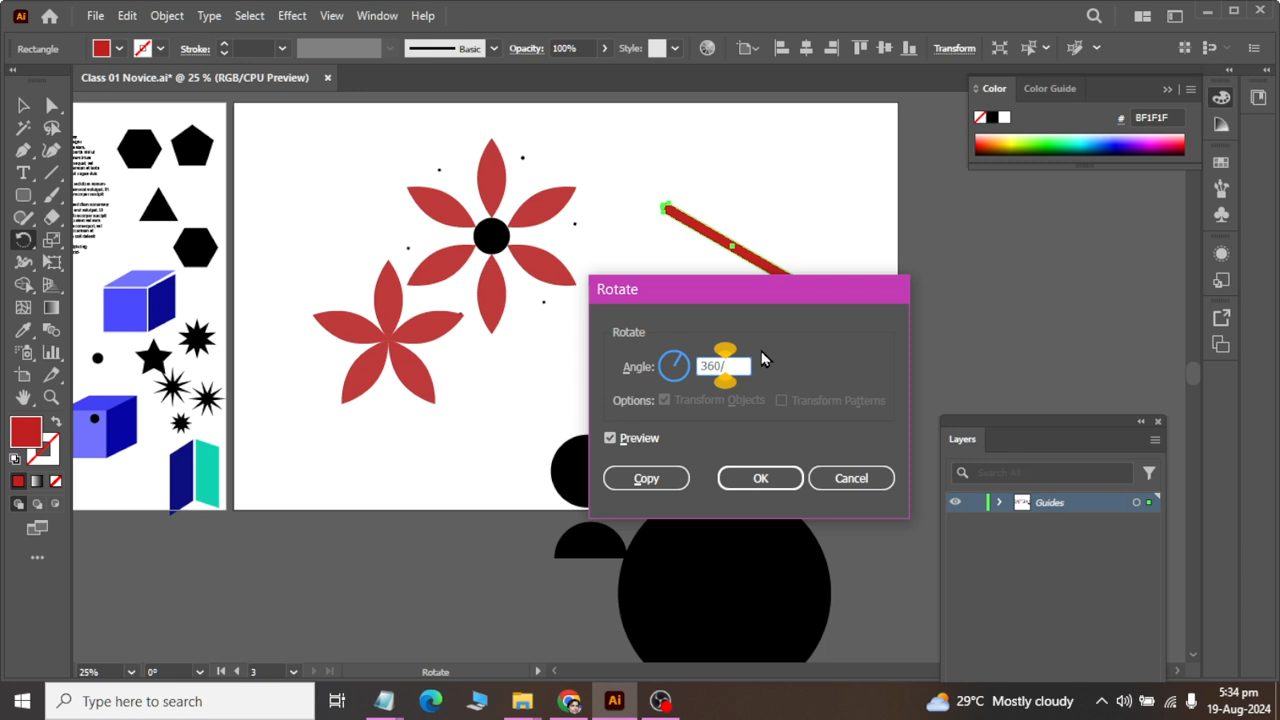 Ai File Edit Object Type Select Effect View Window Help
Rectangle Stroke: Basic Opacity: 100% Style: Transform
Class 01 Novice.ai* @ 25 % (RGB/CPU Preview) ×
Color Color Guide
# BF1F1F
Rotate
Rotate
Angle: 360/
Options: Transform Objects Transform Patterns
Preview
Copy OK Cancel
Layers
Search All
Guides
25% 0° 3 Rotate
Type here to search
Ai
29°C Mostly cloudy
5:34 pm
19-Aug-2024